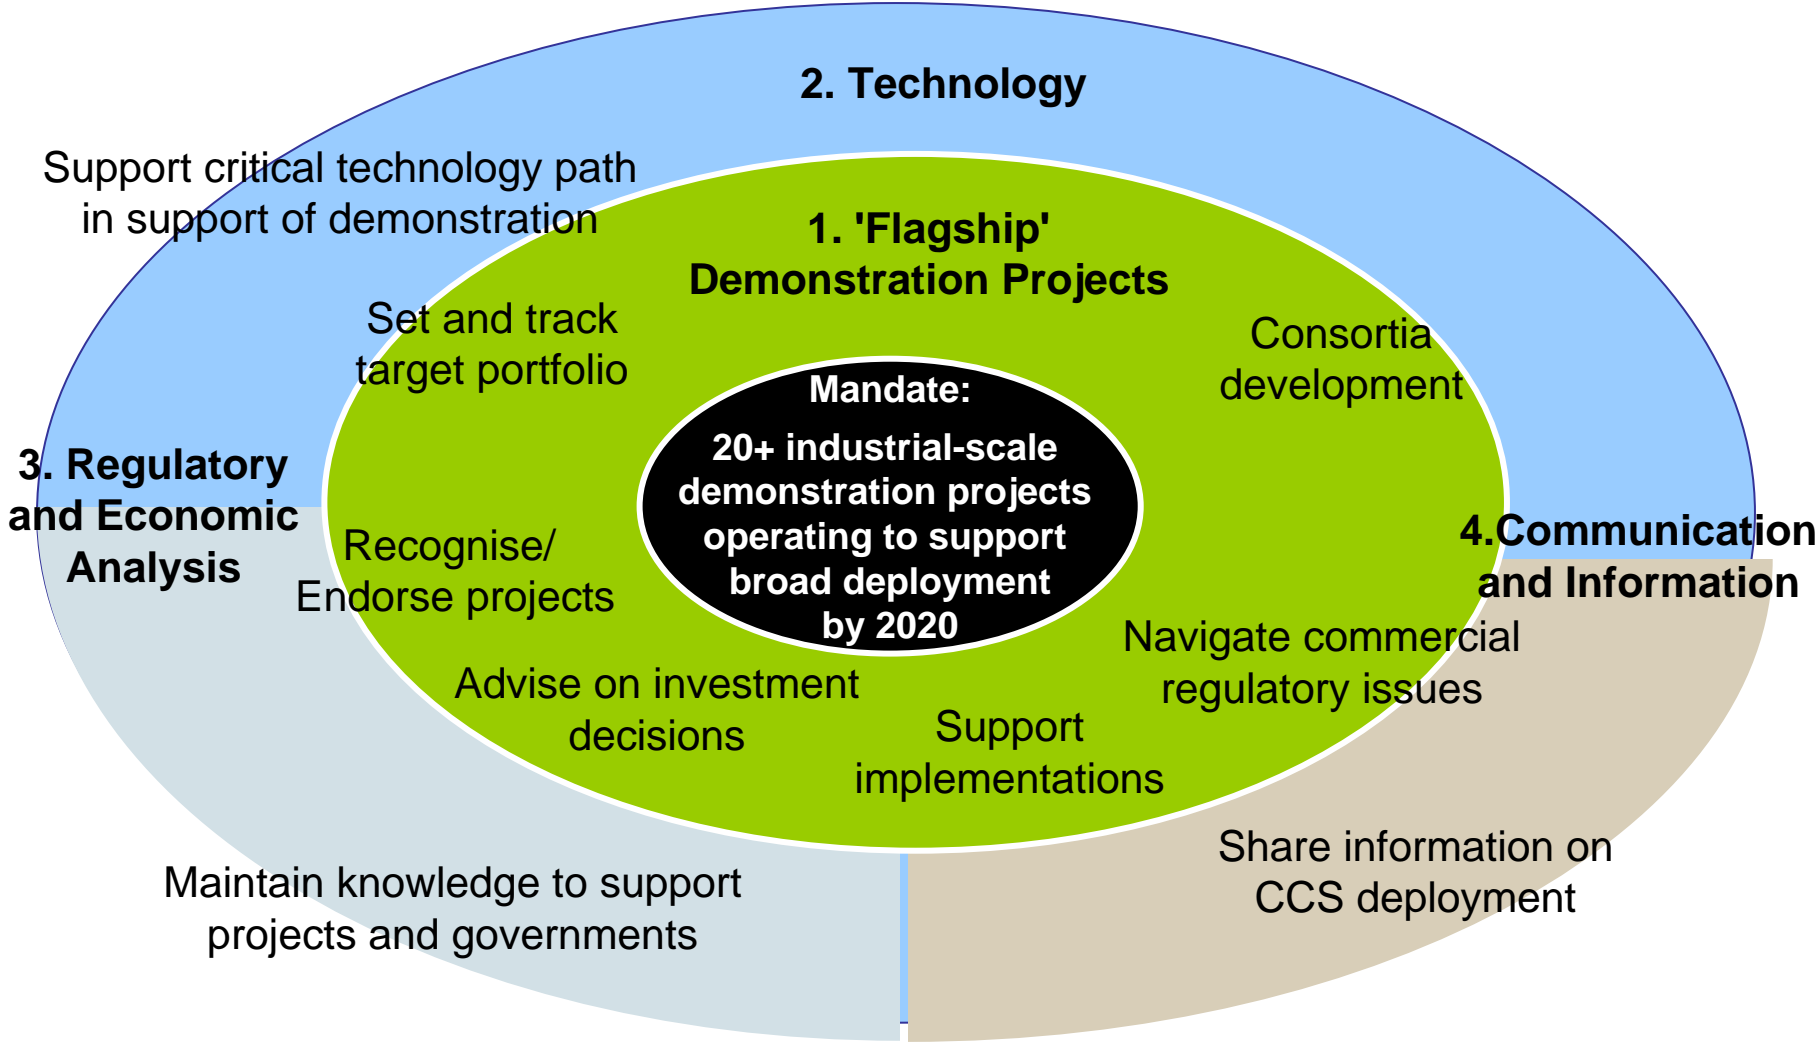 2. Technology
Support critical technology path
in support of demonstration
1. 'Flagship'
Demonstration Projects
Set and track
target portfolio
Consortia
development
Mandate:
20+ industrial-scale
demonstration projects
operating to support
broad deployment
by 2020
3. Regulatory
and Economic
Analysis
4.Communication
and Information
Recognise/
Endorse projects
Navigate commercial
regulatory issues
Advise on investment
decisions
Support
implementations
Share information on
CCS deployment
Maintain knowledge to support
projects and governments